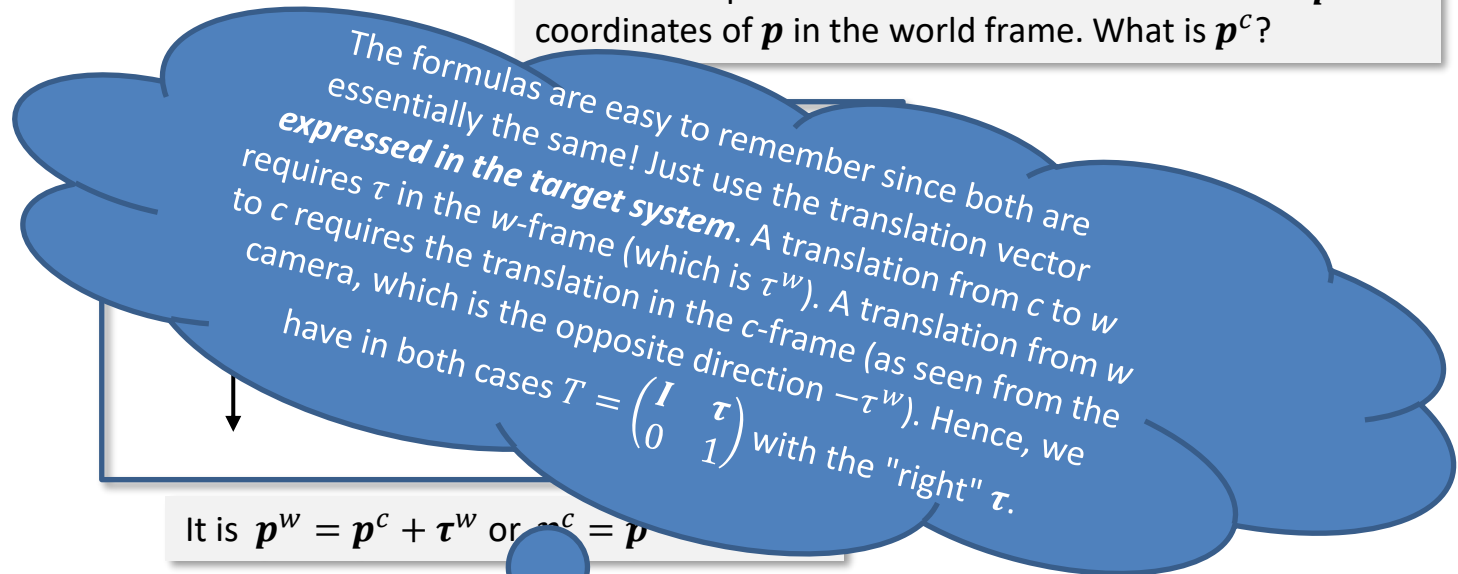 coordinates of p in the world frame. What is p^c?
The formulas are easy to remember since both are
essentially the same! Just use the translation vector
expressed in the target system. A translation from c to w
requires τ in the w-frame (which is τ^w). A translation from w
to c requires the translation in the c-frame (as seen from the
camera, which is the opposite direction −τ^w). Hence, we
have in both cases T = (I τ
0 1) with the "right" τ.
It is p^w = p^c + τ^w or p^c = p